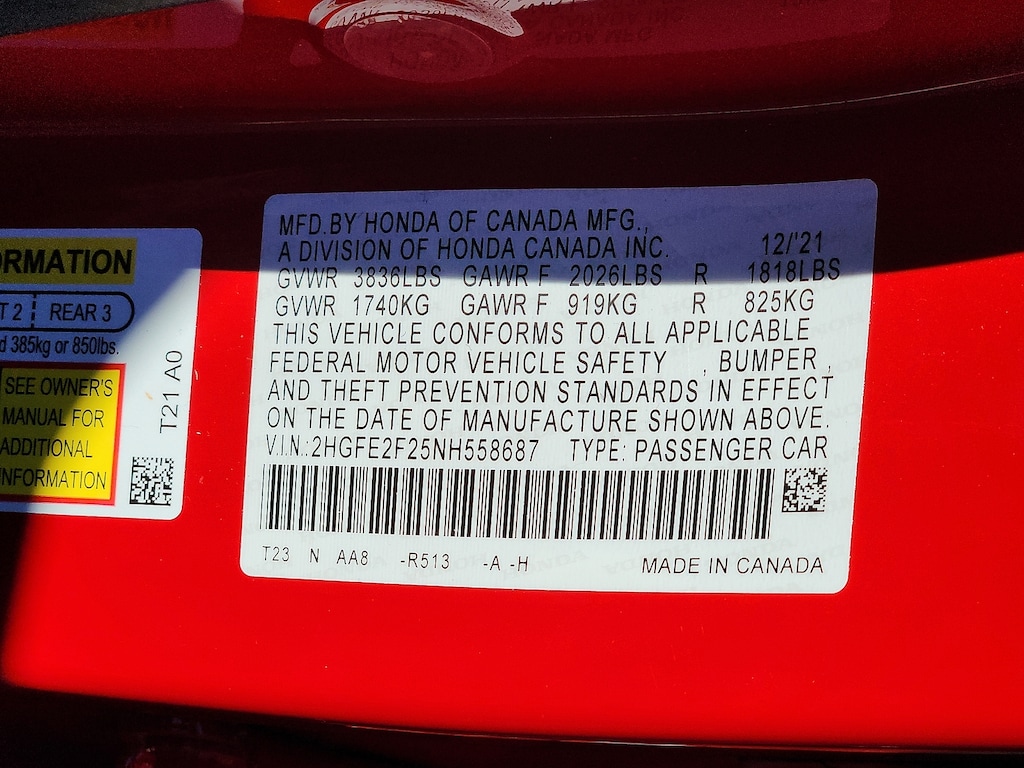 ORMATION
T 2 REAR 3
d 385kg or 850lbs.
SEE OWNER'S
MANUAL FOR
ADDITIONAL
INFORMATION
T21 A0
MFD. BY HONDA OF CANADA MFG.,
A DIVISION OF HONDA CANADA INC. 12/'21
GVWR 3836LBS GAWR F 2026LBS R 1818LBS
GVWR 1740KG GAWR F 919KG R 825KG
THIS VEHICLE CONFORMS TO ALL APPLICABLE
FEDERAL MOTOR VEHICLE SAFETY , BUMPER ,
AND THEFT PREVENTION STANDARDS IN EFFECT
ON THE DATE OF MANUFACTURE SHOWN ABOVE.
V.I.N.:2HGFE2F25NH558687 TYPE: PASSENGER CAR
T23 N AA8 -R513 -A -H MADE IN CANADA